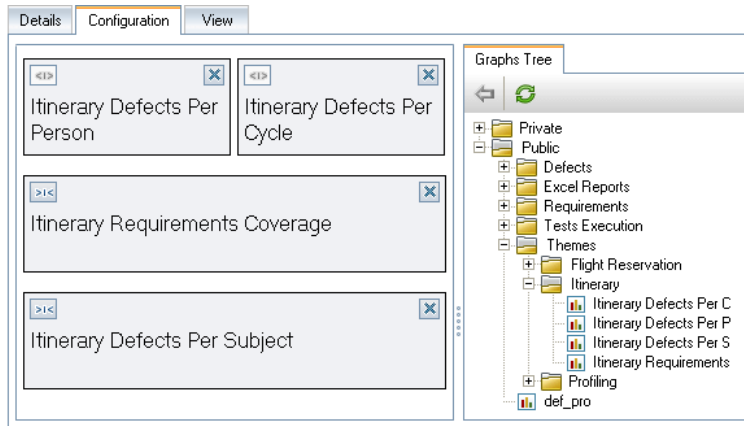 Details Configuration View
Itinerary Defects Per
Person
Itinerary Defects Per
Cycle
Itinerary Requirements Coverage
Itinerary Defects Per Subject
Graphs Tree
Private
Public
Defects
Excel Reports
Requirements
Tests Execution
Themes
Flight Reservation
Itinerary
Itinerary Defects Per C
Itinerary Defects Per P
Itinerary Defects Per S
Itinerary Requirements
Profiling
def_pro